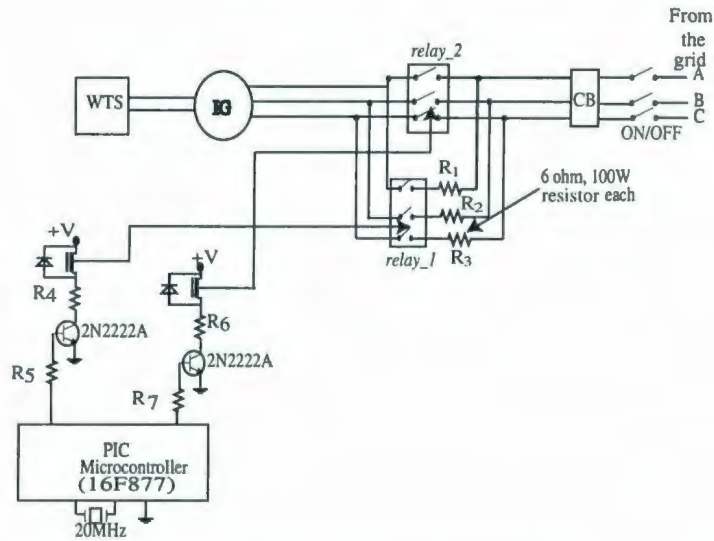 From
the
grid
relay_2
A
WTS
IG
CB
B
C
ON/OFF
R1
6 ohm, 100W
resistor each
R2
R3
relay_1
+V
+V
R4
R6
2N2222A
2N2222A
R5
R7
PIC
Microcontroller
(16F877)
20MHz